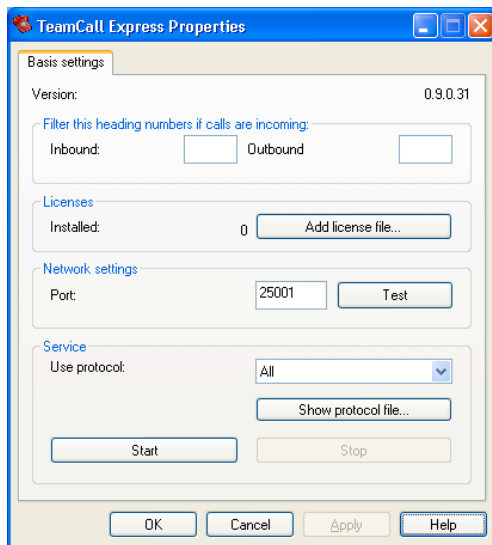 TeamCall Express Properties
Basis settings
Version: 0.9.0.31
Filter this heading numbers if calls are incoming:
Inbound: Outbound
Licenses
Installed: 0 Add license file...
Network settings
Port: 25001 Test
Service
Use protocol: All
Show protocol file...
Start Stop
OK Cancel Apply Help